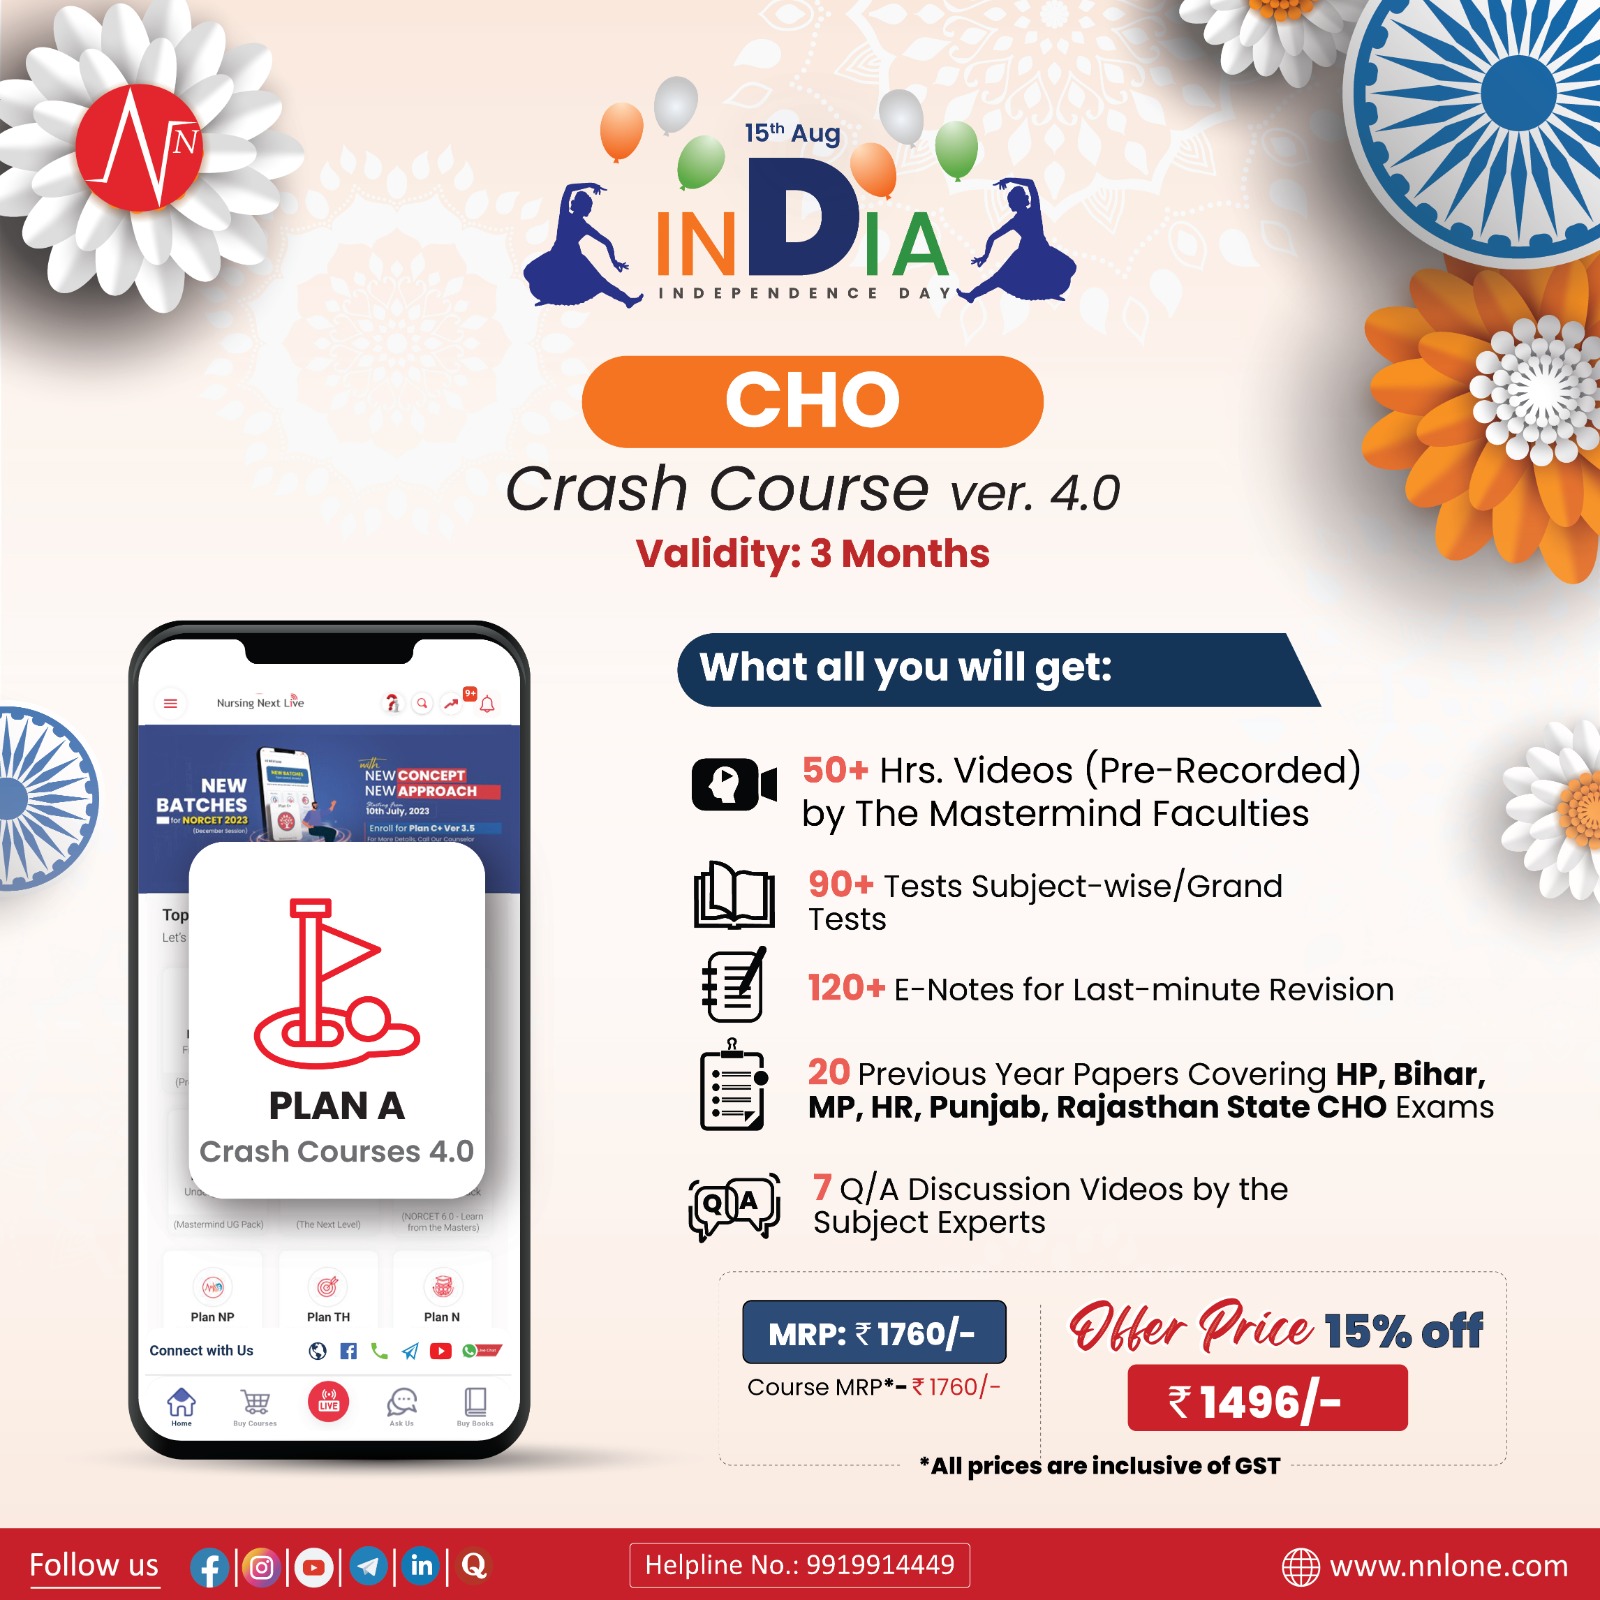 NN
15th Aug
INDIA
INDEPENDENCE DAY
CHO
Crash Course ver. 4.0
Validity: 3 Months
Nursing Next Live
9+
NEW
BATCHES
for NORCET 2023
(December Session)
NEW BATCHES
with
NEW CONCEPT
NEW APPROACH
Starting from
10th July, 2023
Enroll for Plan C+ Ver 3.5
For More Details, Call Our Counselor
Top
Let's
PLAN A
Crash Courses 4.0
(Mastermind UG Pack)
(The Next Level)
(NORCET 6.0 - Learn
from the Masters)
Plan NP
Plan TH
Plan N
Connect with Us
Home
Buy Courses
LIVE
Ask Us
Buy Books
What all you will get:
50+ Hrs. Videos (Pre-Recorded)
by The Mastermind Faculties
90+ Tests Subject-wise/Grand
Tests
120+ E-Notes for Last-minute Revision
20 Previous Year Papers Covering HP, Bihar,
MP, HR, Punjab, Rajasthan State CHO Exams
Q A
7 Q/A Discussion Videos by the
Subject Experts
MRP: ₹ 1760/-
Course MRP*- ₹ 1760/-
Offer Price 15% off
₹ 1496/-
*All prices are inclusive of GST
Follow us
Helpline No.: 9919914449
www.nnlone.com